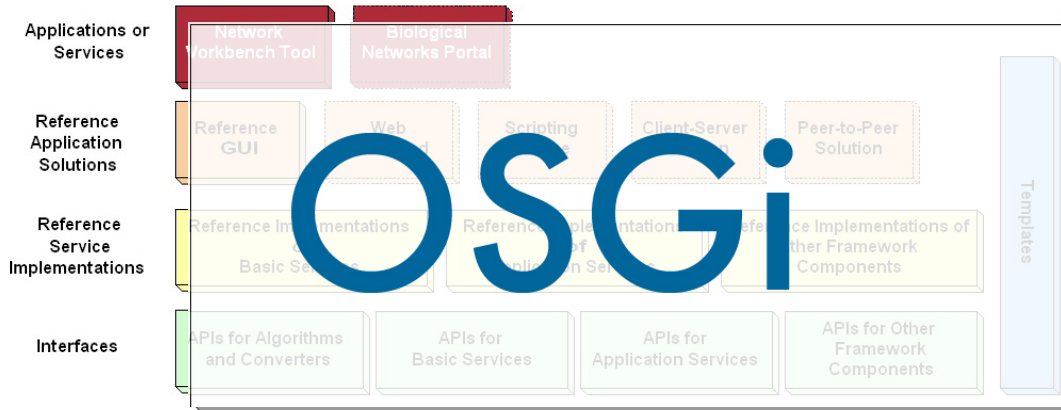 Applications or
Services
Network
Workbench Tool
Biological
Networks Portal
Reference
Application
Solutions
Reference
GUI
Web
Scripting
Client-Server
Peer-to-Peer
Solution
OSGi
Reference
Service
Implementations
Reference Implementations
Basic Services
Reference Implementations
of
Application Services
Reference Implementations of
Other Framework
Components
Interfaces
APIs for Algorithms
and Converters
APIs for
Basic Services
APIs for
Application Services
APIs for Other
Framework
Components
Templates